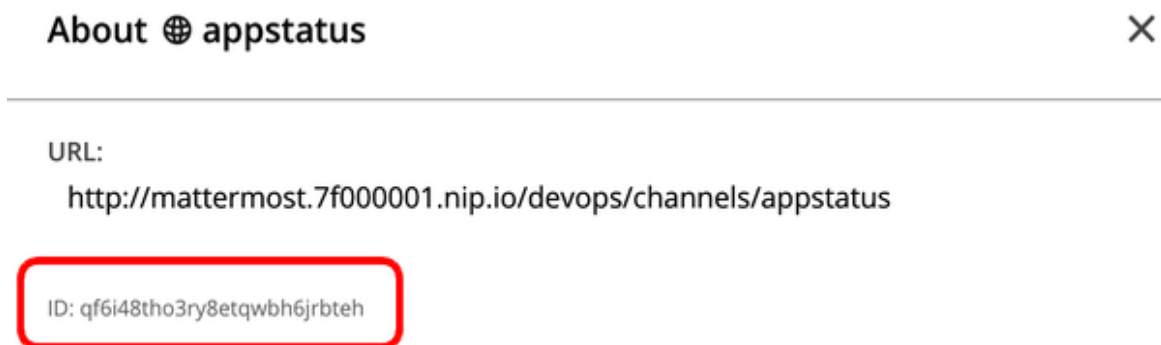 About appstatus
URL:
http://mattermost.7f000001.nip.io/devops/channels/appstatus
ID: qf6i48tho3ry8etqwbh6jrbteh